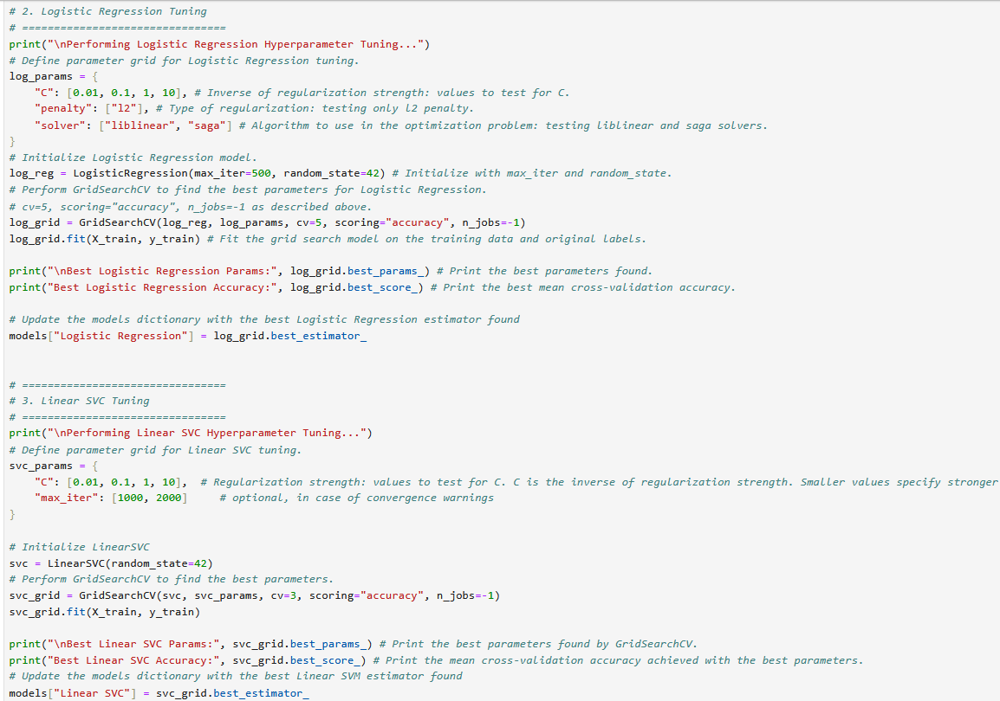 # 2. Logistic Regression Tuning
# ================================
print("\nPerforming Logistic Regression Hyperparameter Tuning...")
# Define parameter grid for Logistic Regression tuning.
log_params = {
    "C": [0.01, 0.1, 1, 10], # Inverse of regularization strength: values to test for C.
    "penalty": ["l2"], # Type of regularization: testing only l2 penalty.
    "solver": ["liblinear", "saga"] # Algorithm to use in the optimization problem: testing liblinear and saga solvers.
}
# Initialize Logistic Regression model.
log_reg = LogisticRegression(max_iter=500, random_state=42) # Initialize with max_iter and random_state.
# Perform GridSearchCV to find the best parameters for Logistic Regression.
# cv=5, scoring="accuracy", n_jobs=-1 as described above.
log_grid = GridSearchCV(log_reg, log_params, cv=5, scoring="accuracy", n_jobs=-1)
log_grid.fit(X_train, y_train) # Fit the grid search model on the training data and original labels.

print("\nBest Logistic Regression Params:", log_grid.best_params_) # Print the best parameters found.
print("Best Logistic Regression Accuracy:", log_grid.best_score_) # Print the best mean cross-validation accuracy.

# Update the models dictionary with the best Logistic Regression estimator found
models["Logistic Regression"] = log_grid.best_estimator_

# ================================
# 3. Linear SVC Tuning
# ================================
print("\nPerforming Linear SVC Hyperparameter Tuning...")
# Define parameter grid for Linear SVC tuning.
svc_params = {
    "C": [0.01, 0.1, 1, 10],  # Regularization strength: values to test for C. C is the inverse of regularization strength. Smaller values specify stronger
    "max_iter": [1000, 2000]     # optional, in case of convergence warnings
}

# Initialize LinearSVC
svc = LinearSVC(random_state=42)
# Perform GridSearchCV to find the best parameters.
svc_grid = GridSearchCV(svc, svc_params, cv=3, scoring="accuracy", n_jobs=-1)
svc_grid.fit(X_train, y_train)

print("\nBest Linear SVC Params:", svc_grid.best_params_) # Print the best parameters found by GridSearchCV.
print("Best Linear SVC Accuracy:", svc_grid.best_score_) # Print the mean cross-validation accuracy achieved with the best parameters.
# Update the models dictionary with the best Linear SVM estimator found
models["Linear SVC"] = svc_grid.best_estimator_